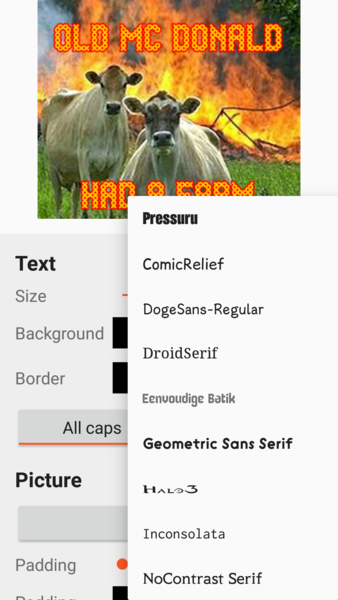 OLD MC DONALD
HAD A FARM
Pressuru
Text
ComicRelief
Size
DogeSans-Regular
Background
DroidSerif
Border
Eenvoudige Batik
All caps
Geometric Sans Serif
Picture
Halo3
Inconsolata
Padding
NoContrast Serif
Padding